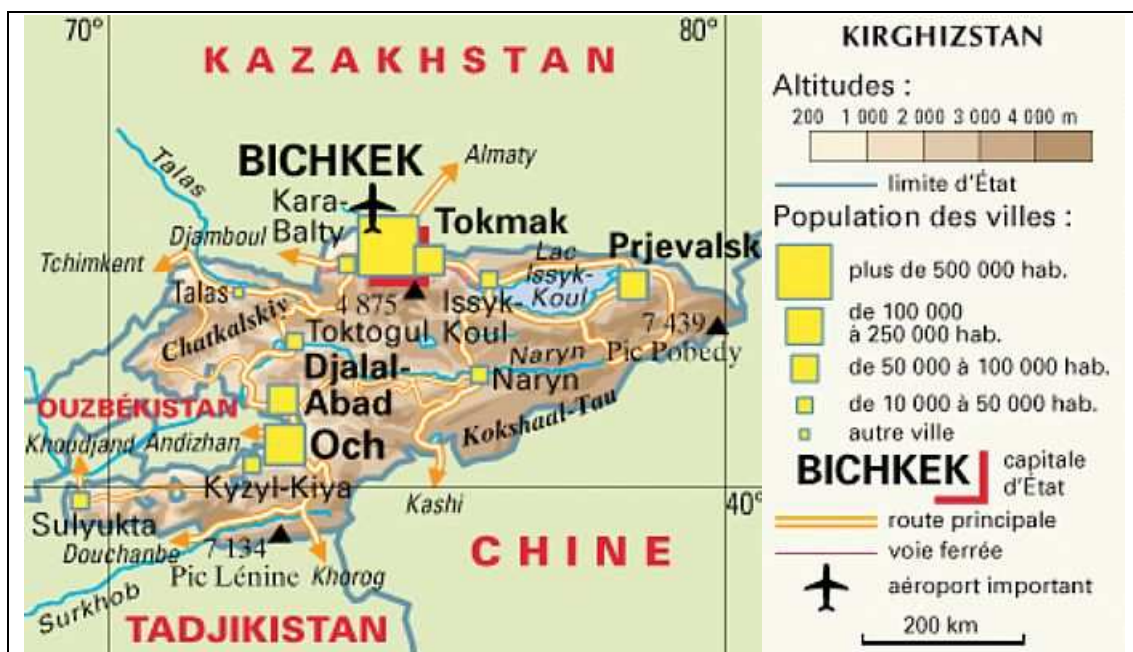 70°
80°
KAZAKHSTAN
Talas
BICHKEK
Almaty
Kara-
Balty
Tokmak
Djamboul
Prjevalsk
Tchimkent
Lac
Issyk-
Koul
Talas
4 875
Issyk-
Koul
Chatkalskiy
Toktogul
7 439
Pic Pobedy
Naryn
Naryn
Djalal-
Abad
OUZBÉKISTAN
Kokshaal-Tau
Khoudjand
Andizhan
Och
Kyzyl-Kiya
Kashi
40°
Sulyukta
Douchanbe
7 134
Pic Lénine
Khorog
CHINE
Surkhob
TADJIKISTAN
KIRGHIZSTAN
Altitudes :
200 1 000 2 000 3 000 4 000 m
limite d'État
Population des villes :
plus de 500 000 hab.
de 100 000
à 250 000 hab.
de 50 000 à 100 000 hab.
de 10 000 à 50 000 hab.
autre ville
BICHKEK
capitale
d'État
route principale
voie ferrée
aéroport important
200 km